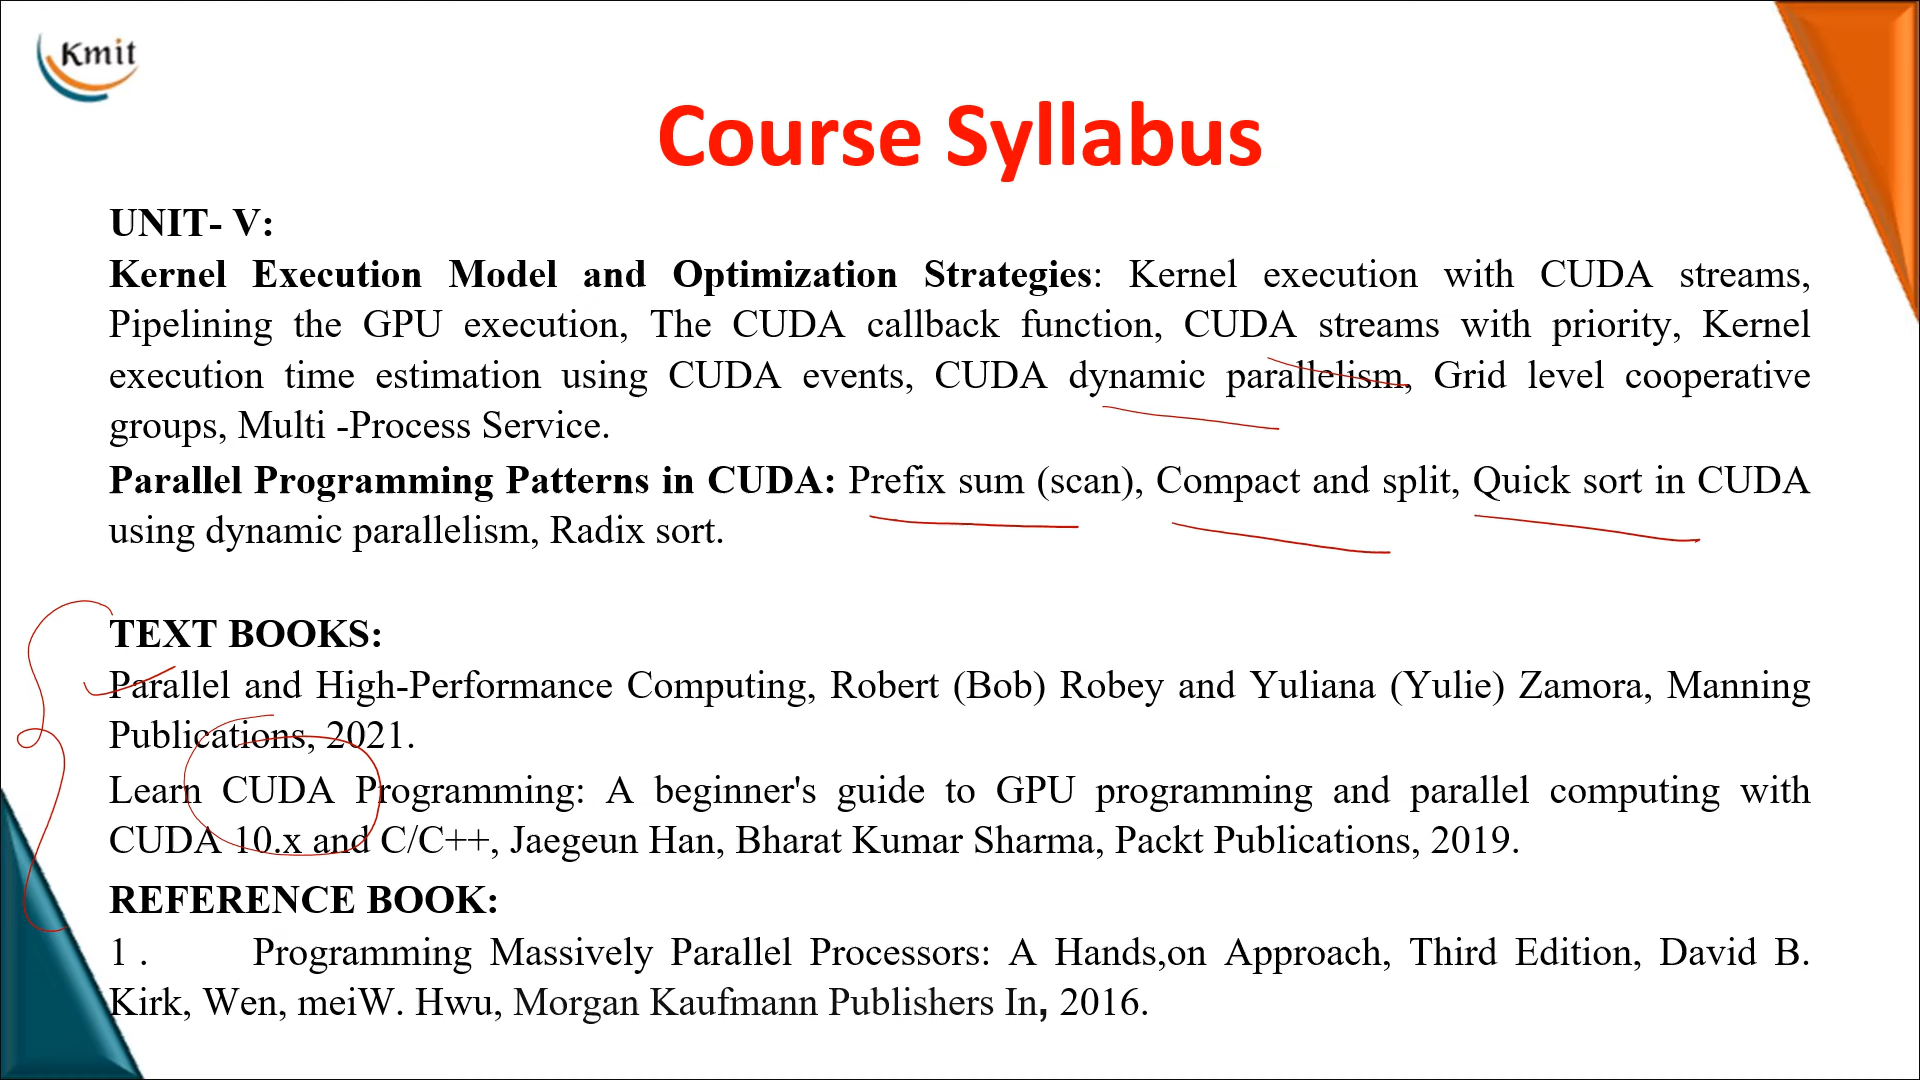 Kmit
Course Syllabus
UNIT- V:
Kernel Execution Model and Optimization Strategies: Kernel execution with CUDA streams,
Pipelining the GPU execution, The CUDA callback function, CUDA streams with priority, Kernel
execution time estimation using CUDA events, CUDA dynamic parallelism, Grid level cooperative
groups, Multi -Process Service.
Parallel Programming Patterns in CUDA: Prefix sum (scan), Compact and split, Quick sort in CUDA
using dynamic parallelism, Radix sort.
TEXT BOOKS:
Parallel and High-Performance Computing, Robert (Bob) Robey and Yuliana (Yulie) Zamora, Manning
Publications, 2021.
Learn CUDA Programming: A beginner's guide to GPU programming and parallel computing with
CUDA 10.x and C/C++, Jaegeun Han, Bharat Kumar Sharma, Packt Publications, 2019.
REFERENCE BOOK:
1 . Programming Massively Parallel Processors: A Hands,on Approach, Third Edition, David B.
Kirk, Wen, meiW. Hwu, Morgan Kaufmann Publishers In, 2016.